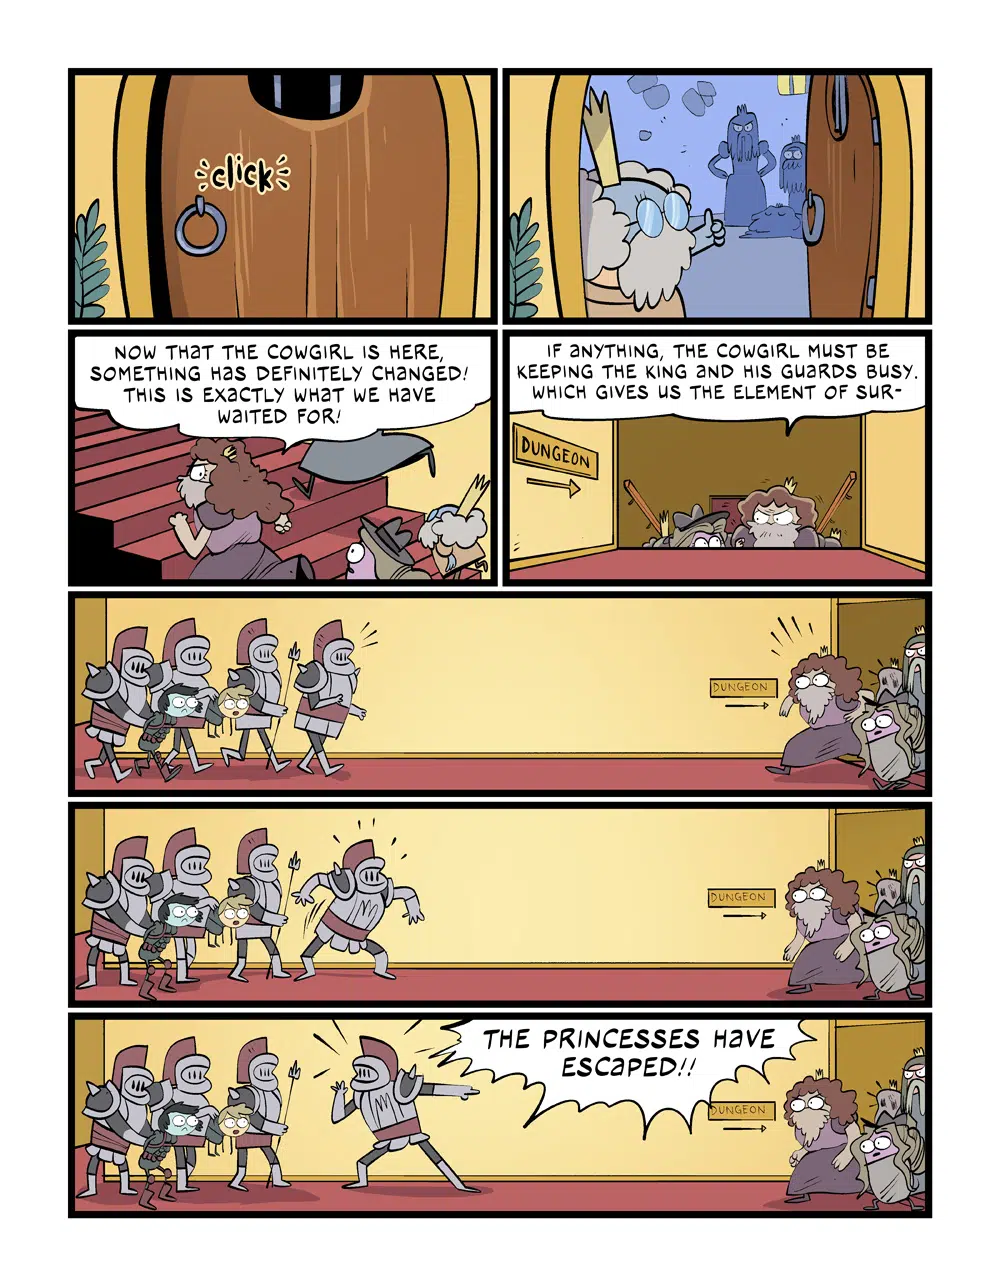 click
NOW THAT THE COWGIRL IS HERE,
SOMETHING HAS DEFINITELY CHANGED!
THIS IS EXACTLY WHAT WE HAVE
WAITED FOR!
IF ANYTHING, THE COWGIRL MUST BE
KEEPING THE KING AND HIS GUARDS BUSY.
WHICH GIVES US THE ELEMENT OF SUR-
DUNGEON
DUNGEON
DUNGEON
M
THE PRINCESSES HAVE
ESCAPED!!
DUNGEON
M